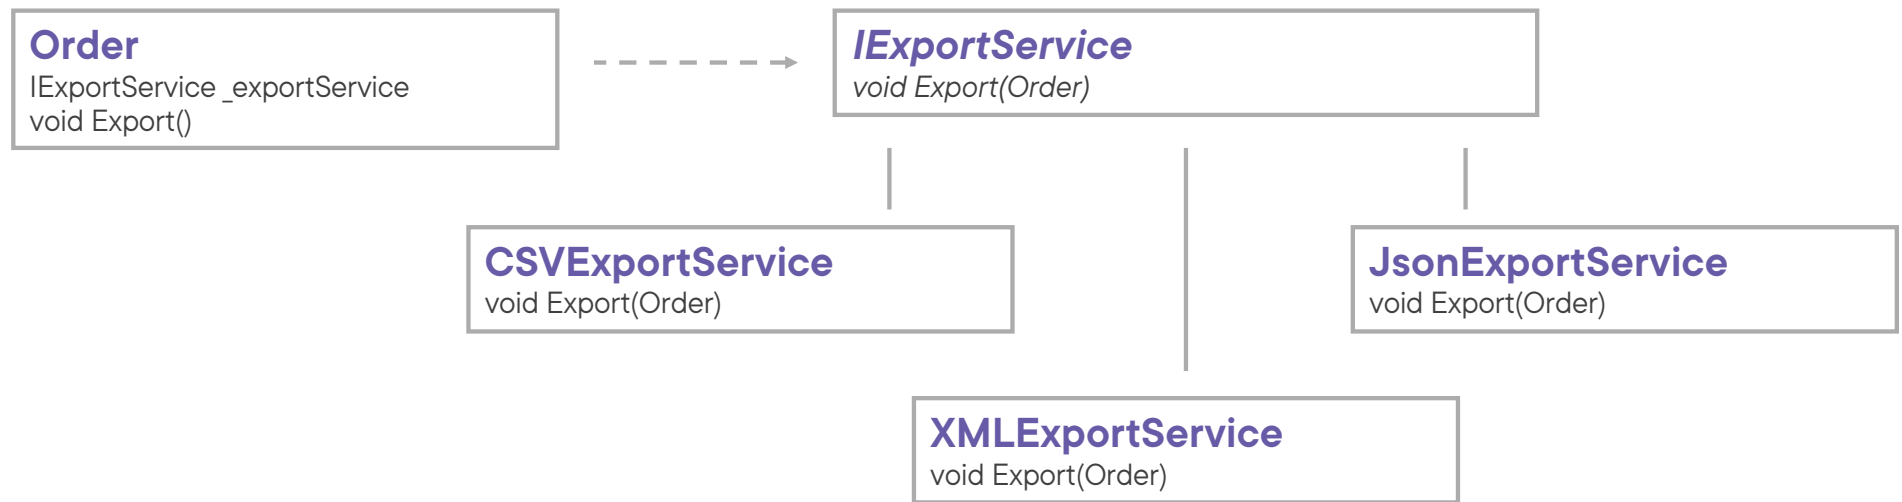 Order
IExportService _exportService
void Export()
IExportService
void Export(Order)
CSVExportService
void Export(Order)
JsonExportService
void Export(Order)
XMLExportService
void Export(Order)